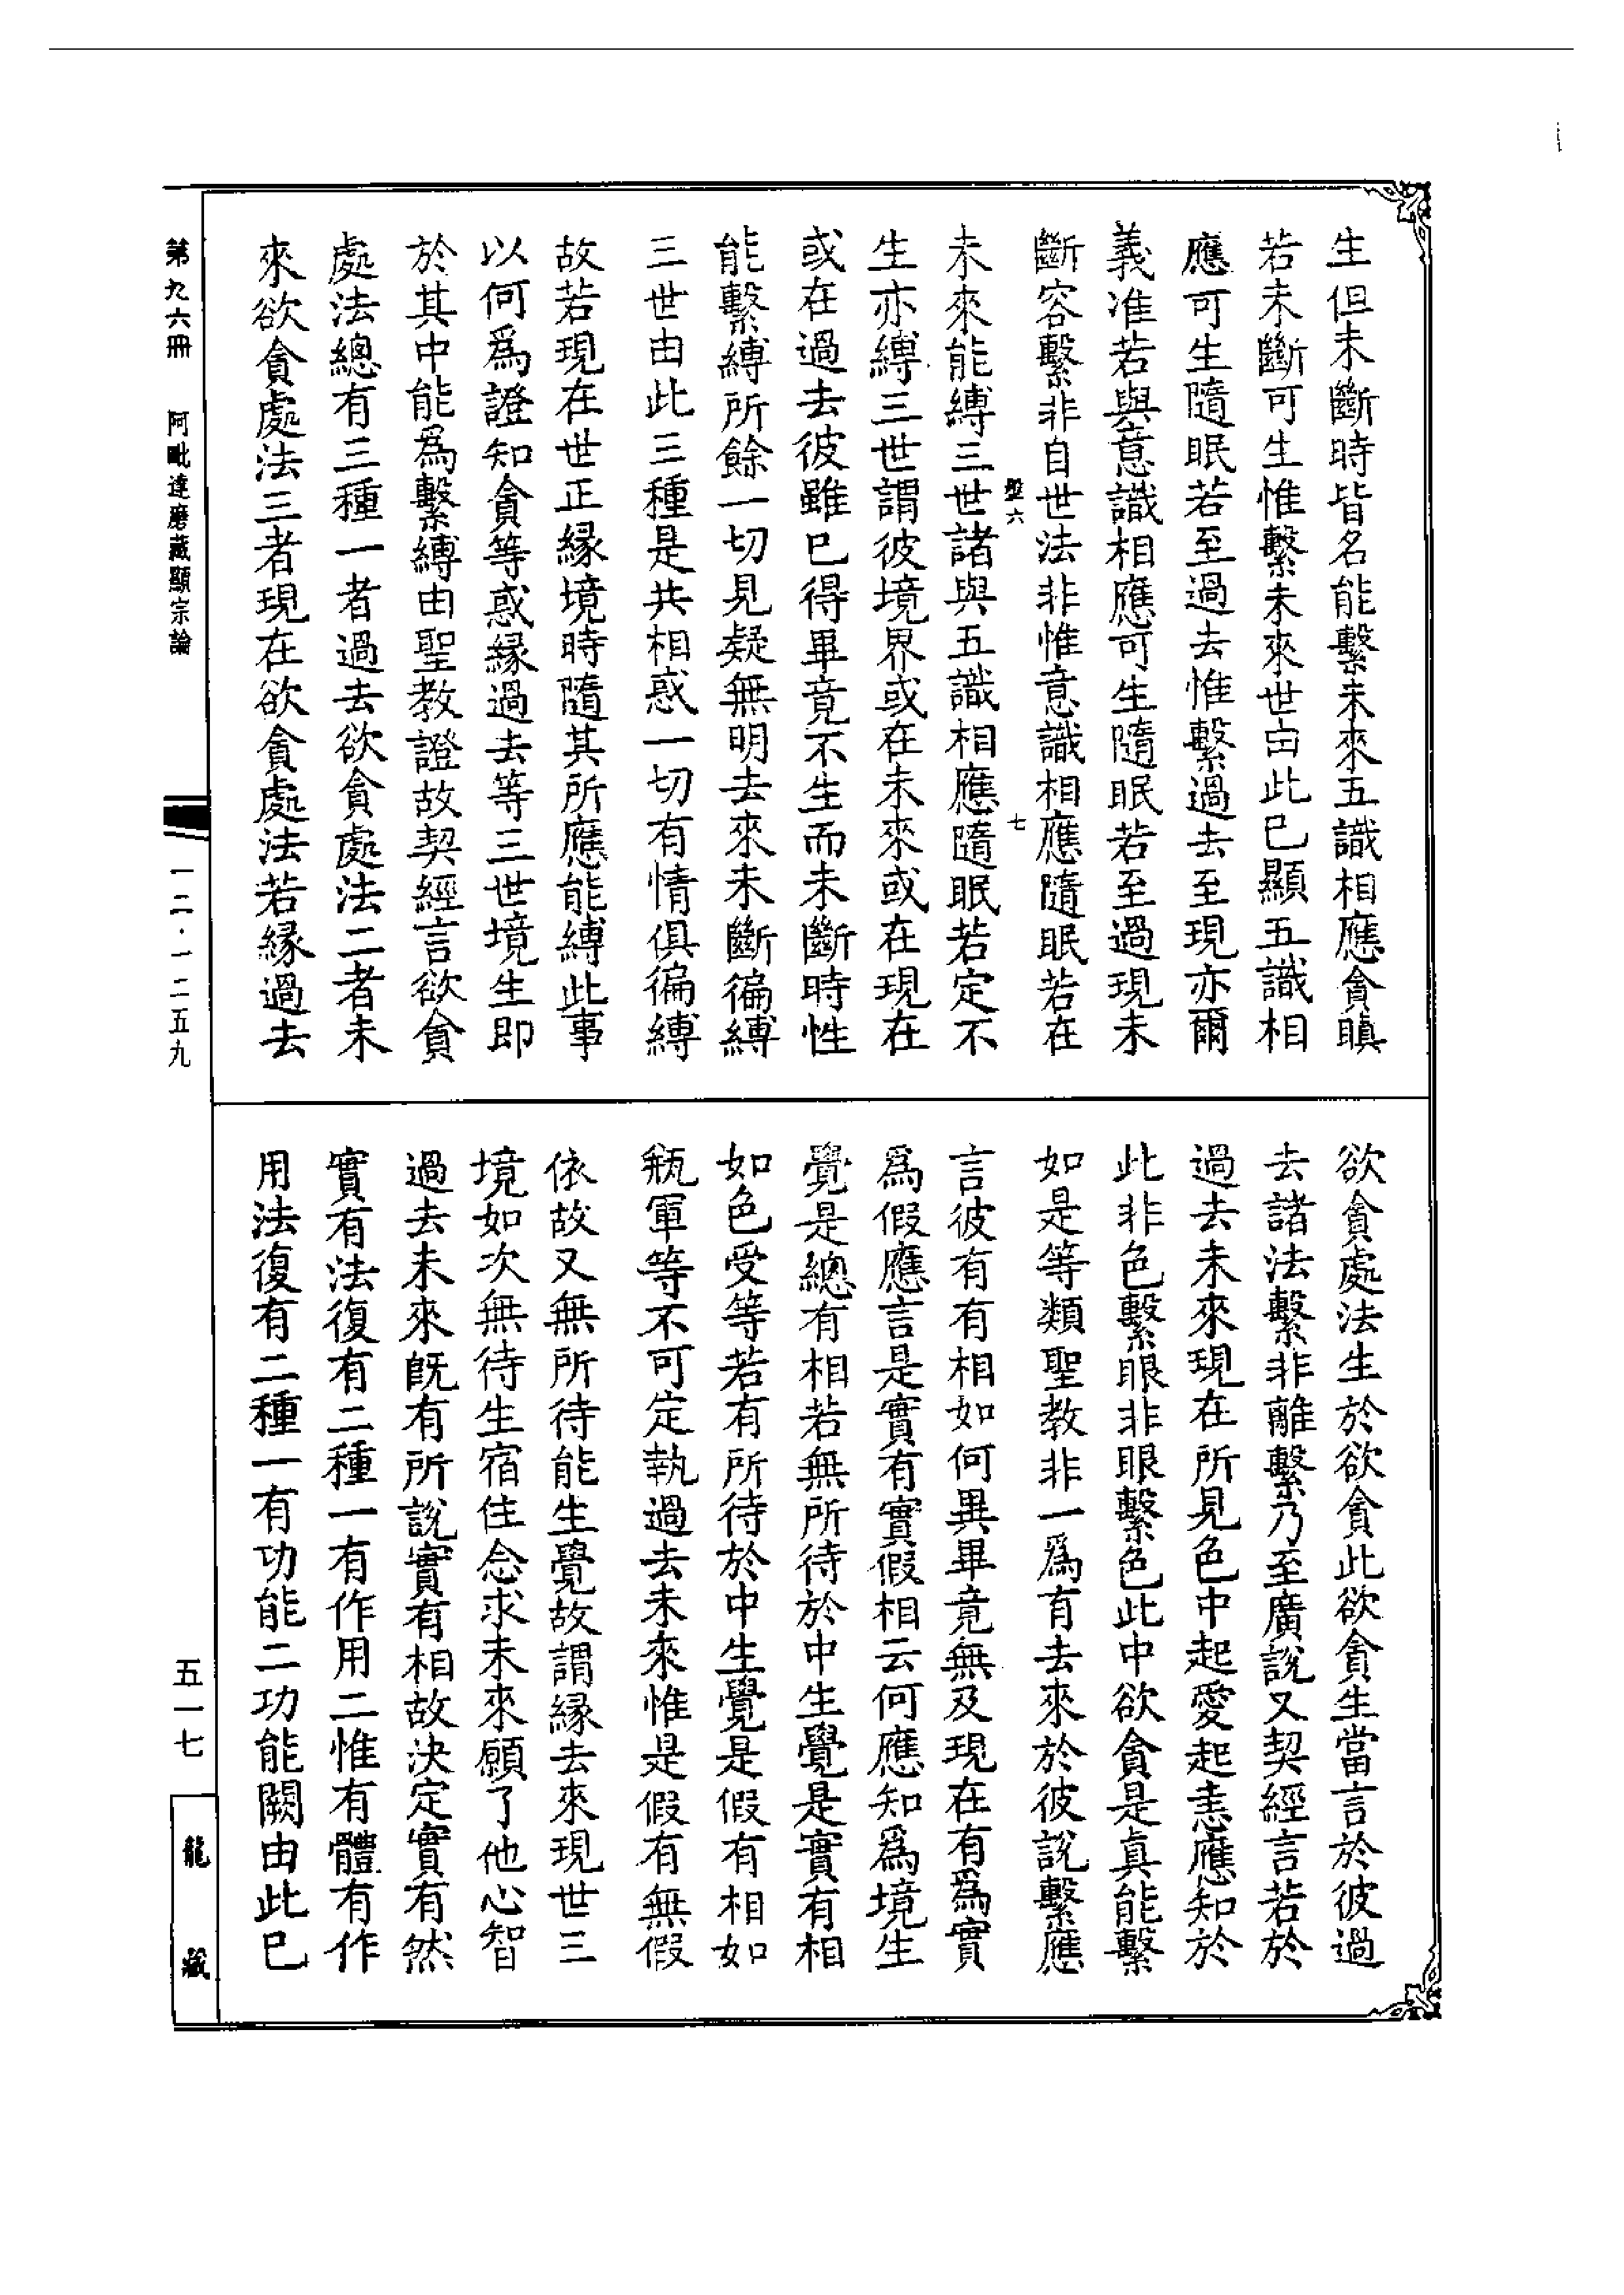 生但未斷時皆名能繫未來五識相應貪瞋
若未斷可生惟繫未來世由此已顯五識相
應可生隨眠若至過去惟繫過去至現亦爾
義准若與意識相應可生隨眠若至過現未
斷容繫非自世法非惟意識相應隨眠若在
盤六
七
未來能縛三世諸與五識相應隨眠若定不
生亦縛三世謂彼境界或在未來或在現在
或在過去彼雖已得畢竟不生而未斷時性
能繫縛所餘一切見疑無明去來未斷徧縛
三世由此三種是共相惑一切有情俱徧縛
故若現在世正緣境時隨其所應能縛此事
以何為證知貪等惑緣過去等三世境生即
於其中能為繫縛由聖教證故契經言欲貪
處法總有三種一者過去欲貪處法二者未
來欲貪處法三者現在欲貪處法若緣過去
欲貪處法生於欲貪此欲貪生當言於彼過
去諸法繫非離繫乃至廣說又契經言若於
過去未來現在所見色中起愛起恚應知於
此非色繫眼非眼繫色此中欲貪是真能繫
如是等類聖教非一為有去來於彼說繫應
言彼有有相如何異畢竟無及現在有為實
為假應言是實有實假相云何應知為境生
覺是總有相若無所待於中生覺是實有相
如色受等若有所待於中生覺是假有相如
瓶軍等不可定執過去未來惟是假有無假
依故又無所待能生覺故謂緣去來現世三
境如次無待生宿住念求未來願了他心智
過去未來旣有所說實有相故決定實有然
實有法復有二種一有作用二惟有體有作
用法復有二種一有功能二功能闕由此已
第九六冊　阿毗達磨藏顯宗論
一二·一二五九
五一七
龍藏